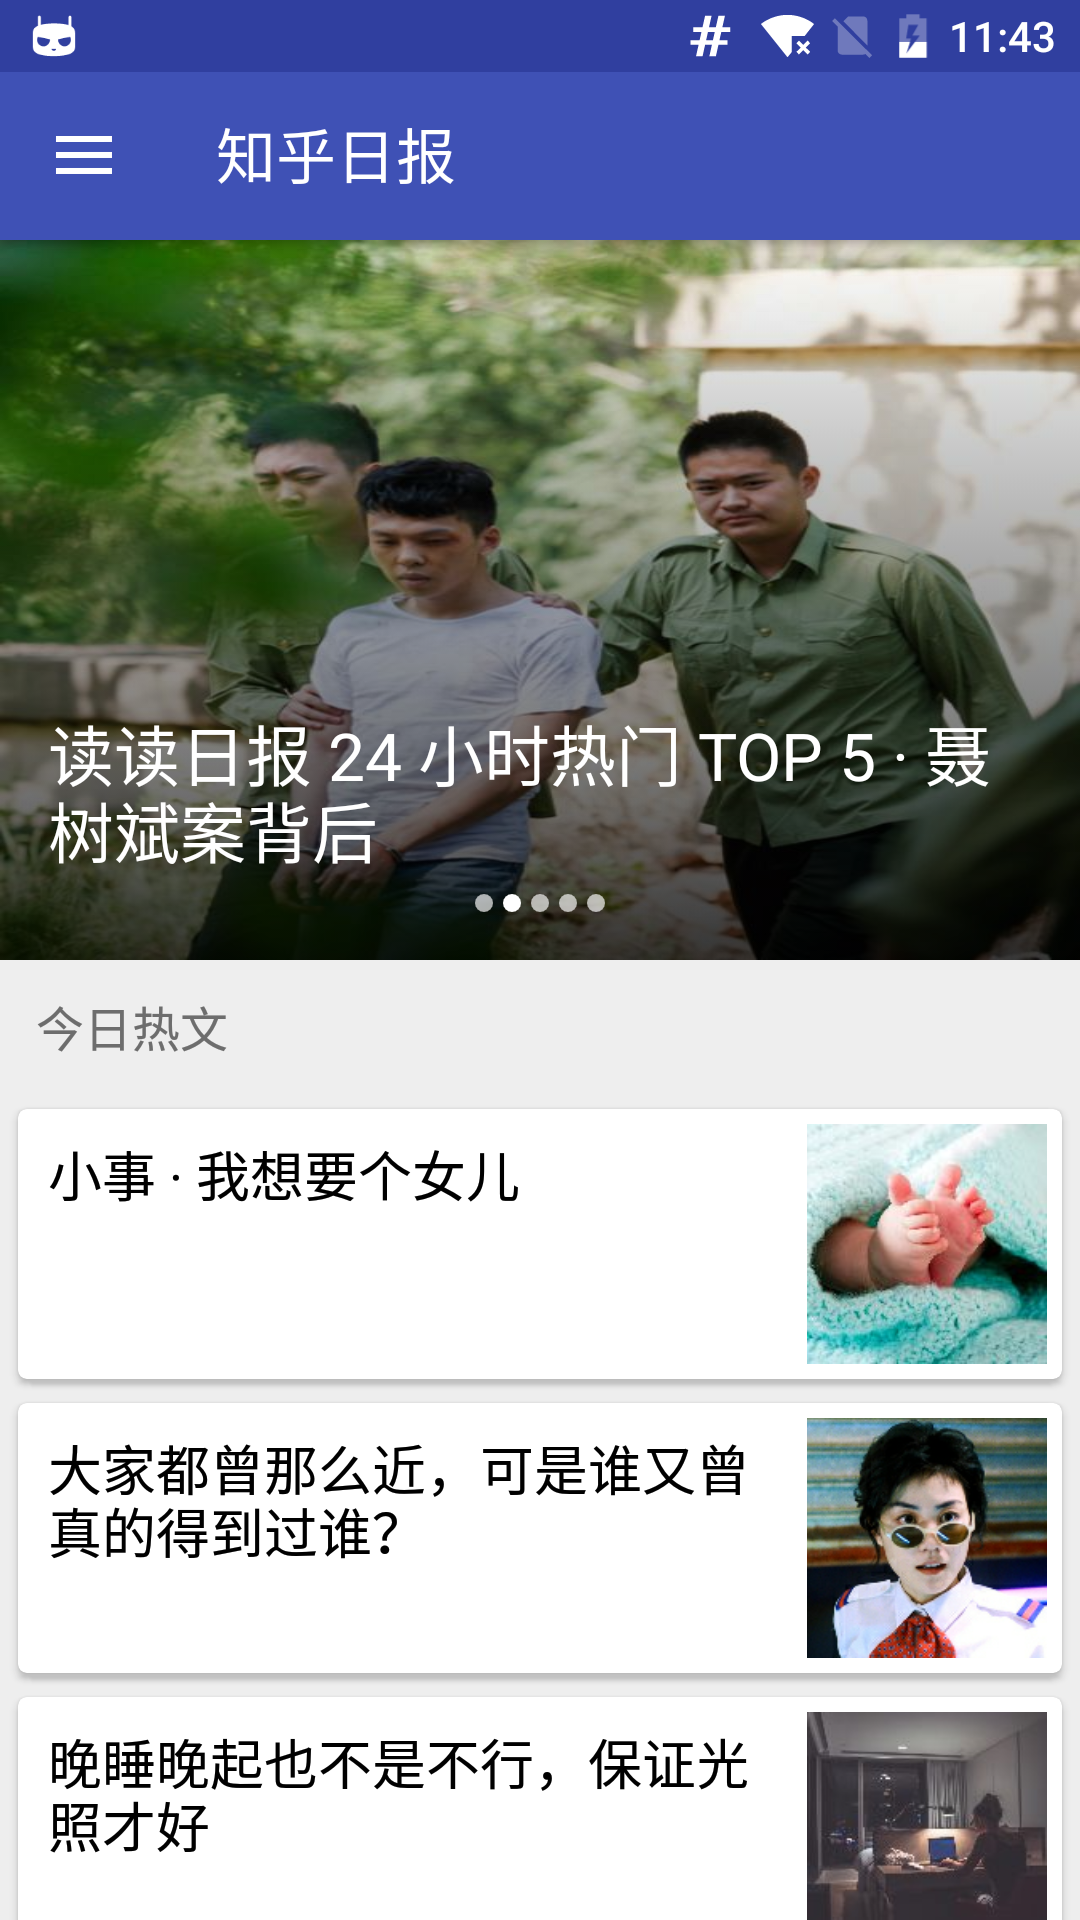 11:43
知乎日报
读读日报 24 小时热门 TOP 5 · 聂
树斌案背后
今日热文
小事 · 我想要个女儿
大家都曾那么近，可是谁又曾
真的得到过谁？
晚睡晚起也不是不行，保证光
照才好